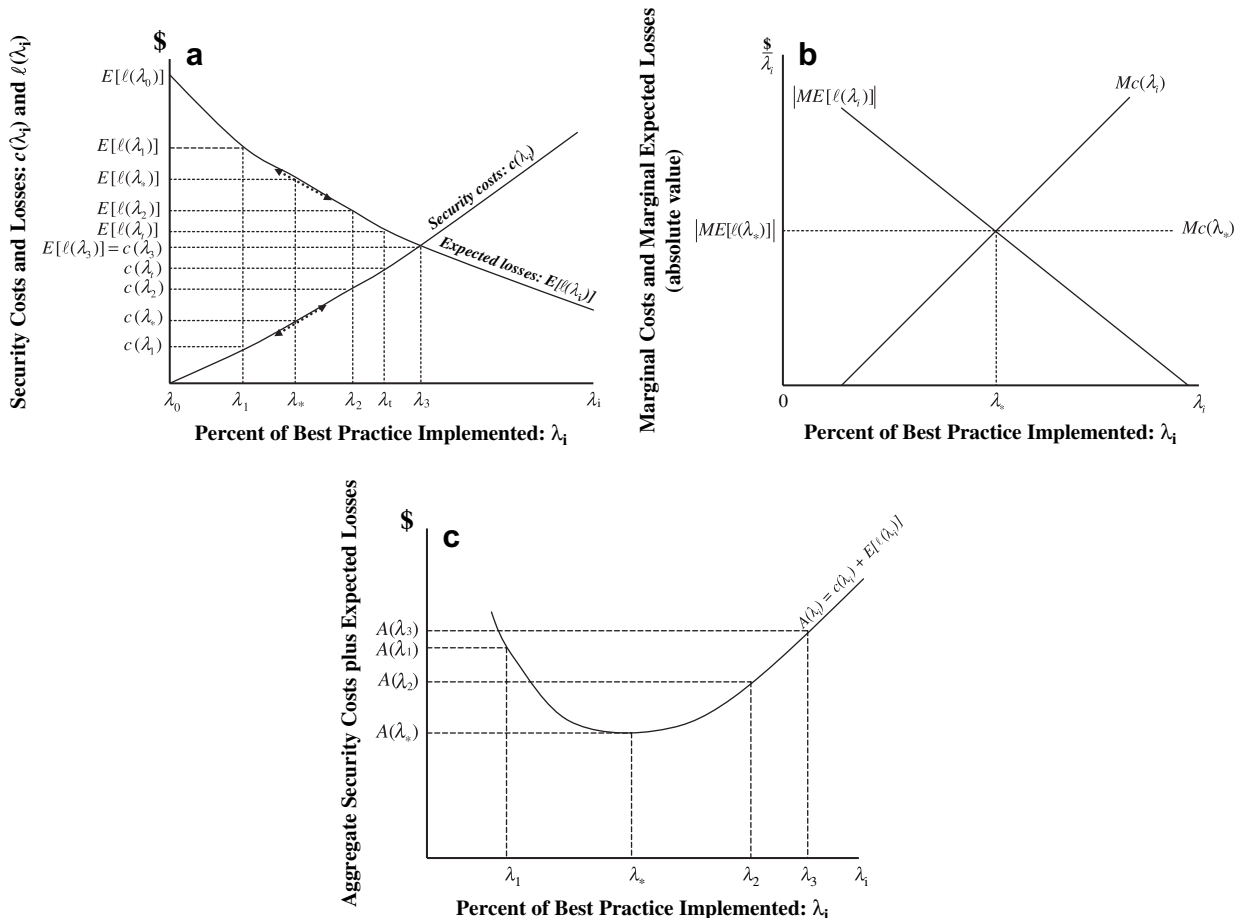 Security Costs and Losses: c(λᵢ) and ℓ(λᵢ)
$
a
E[ℓ(λ₀)]
E[ℓ(λ₁)]
E[ℓ(λ*)]
E[ℓ(λ₂)]
E[ℓ(λₜ)]
E[ℓ(λ₃)] = c(λ₃)
c(λₜ)
c(λ₂)
c(λ*)
c(λ₁)
Security costs: c(λᵢ)
Expected losses: E[ℓ(λᵢ)]
λ₀ λ₁ λ* λ₂ λₜ λ₃ λᵢ
Percent of Best Practice Implemented: λᵢ
Marginal Costs and Marginal Expected Losses
(absolute value)
$/λᵢ
b
|ME[ℓ(λᵢ)]|
Mc(λᵢ)
|ME[ℓ(λ*)]|
Mc(λ*)
0 λ* λᵢ
Percent of Best Practice Implemented: λᵢ
Aggregate Security Costs plus Expected Losses
$
c
A(λᵢ) = c(λᵢ) + E[ℓ(λᵢ)]
A(λ₃)
A(λ₁)
A(λ₂)
A(λ*)
λ₁ λ* λ₂ λ₃ λᵢ
Percent of Best Practice Implemented: λᵢ